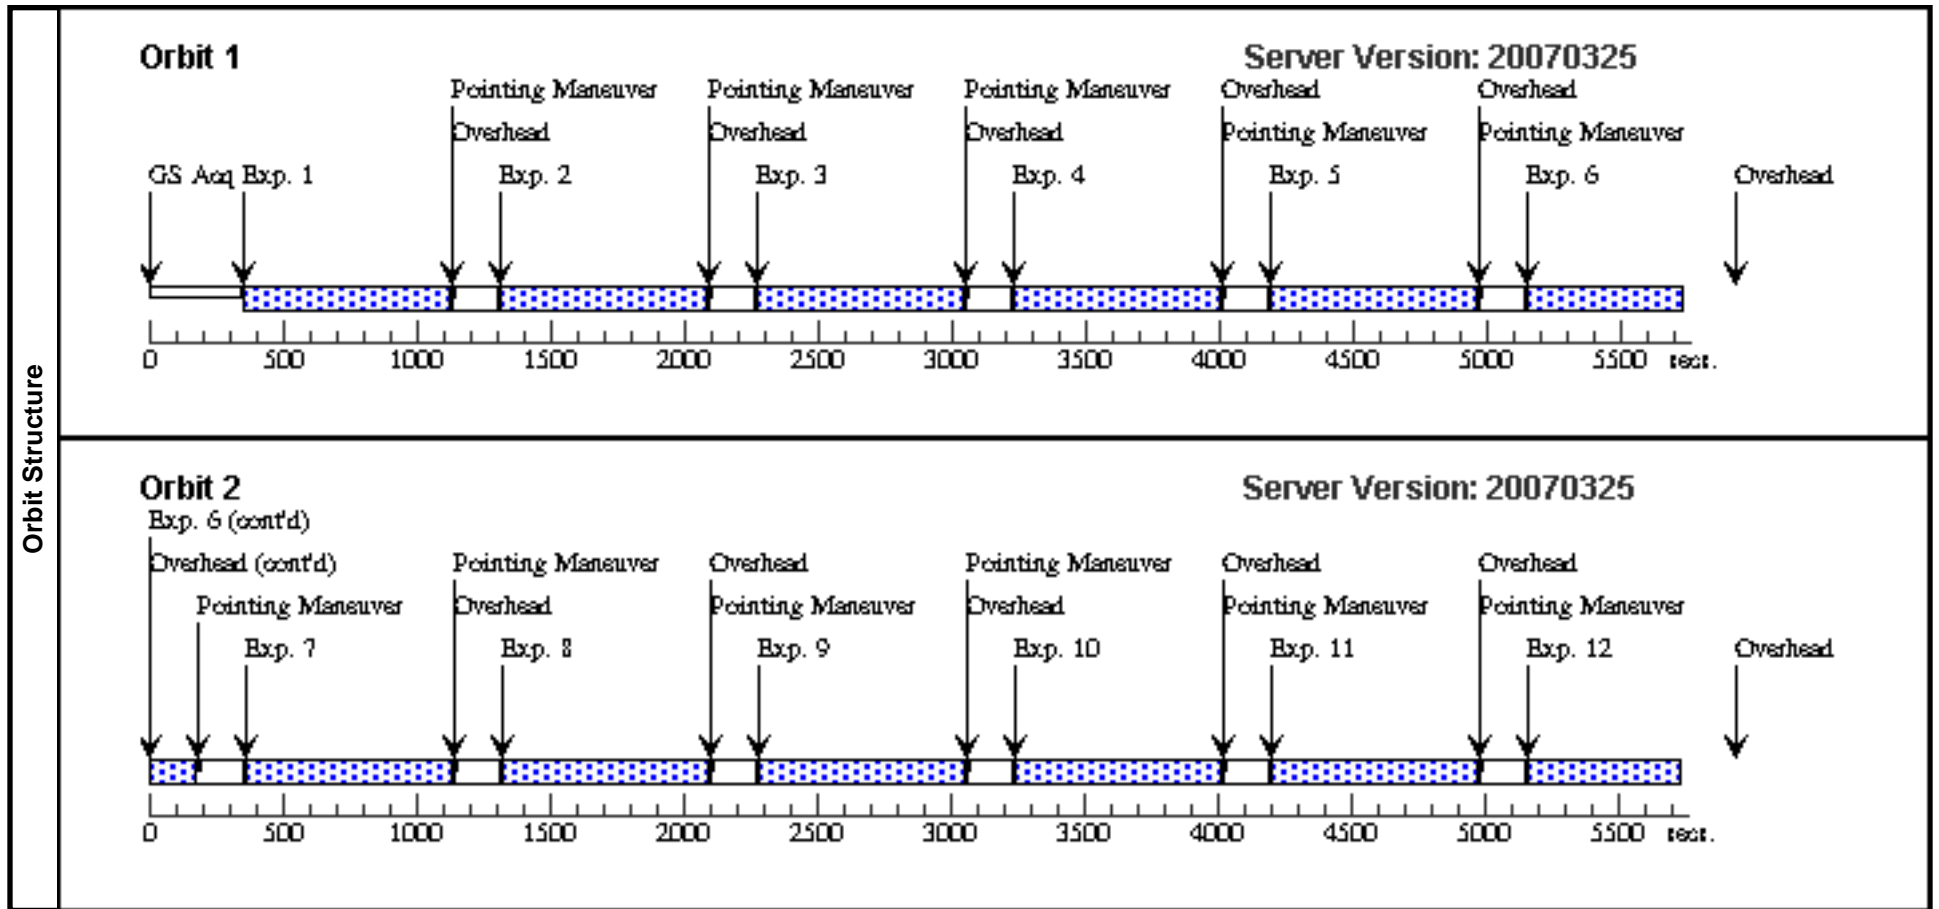 Orbit Structure
Orbit 1 Server Version: 20070325
Pointing Maneuver Pointing Maneuver Pointing Maneuver Overhead Overhead
Overhead Overhead Overhead Pointing Maneuver Pointing Maneuver
GS Acq Exp. 1 Exp. 2 Exp. 3 Exp. 4 Exp. 5 Exp. 6 Overhead
0 500 1000 1500 2000 2500 3000 3500 4000 4500 5000 5500 secs.
Orbit 2 Server Version: 20070325
Exp. 6 (cont'd)
Overhead (cont'd) Pointing Maneuver Overhead Pointing Maneuver Overhead Overhead
Pointing Maneuver Overhead Pointing Maneuver Overhead Pointing Maneuver Pointing Maneuver
Exp. 7 Exp. 8 Exp. 9 Exp. 10 Exp. 11 Exp. 12 Overhead
0 500 1000 1500 2000 2500 3000 3500 4000 4500 5000 5500 secs.